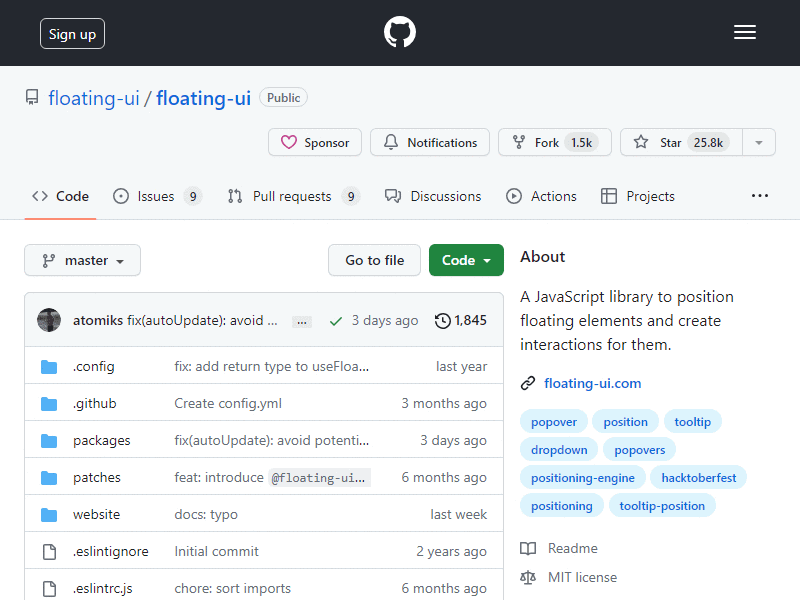 Sign up
floating-ui / floating-ui Public
Sponsor Notifications Fork 1.5k Star 25.8k
Code Issues 9 Pull requests 9 Discussions Actions Projects ...
master Go to file Code
About
A JavaScript library to position
floating elements and create
interactions for them.
floating-ui.com
popover position tooltip
dropdown popovers
positioning-engine hacktoberfest
positioning tooltip-position
Readme
MIT license
atomiks fix(autoUpdate): avoid ... ... 3 days ago 1,845
.config fix: add return type to useFloa... last year
.github Create config.yml 3 months ago
packages fix(autoUpdate): avoid potenti... 3 days ago
patches feat: introduce @floating-ui... 6 months ago
website docs: typo last week
.eslintignore Initial commit 2 years ago
.eslintrc.js chore: sort imports 6 months ago